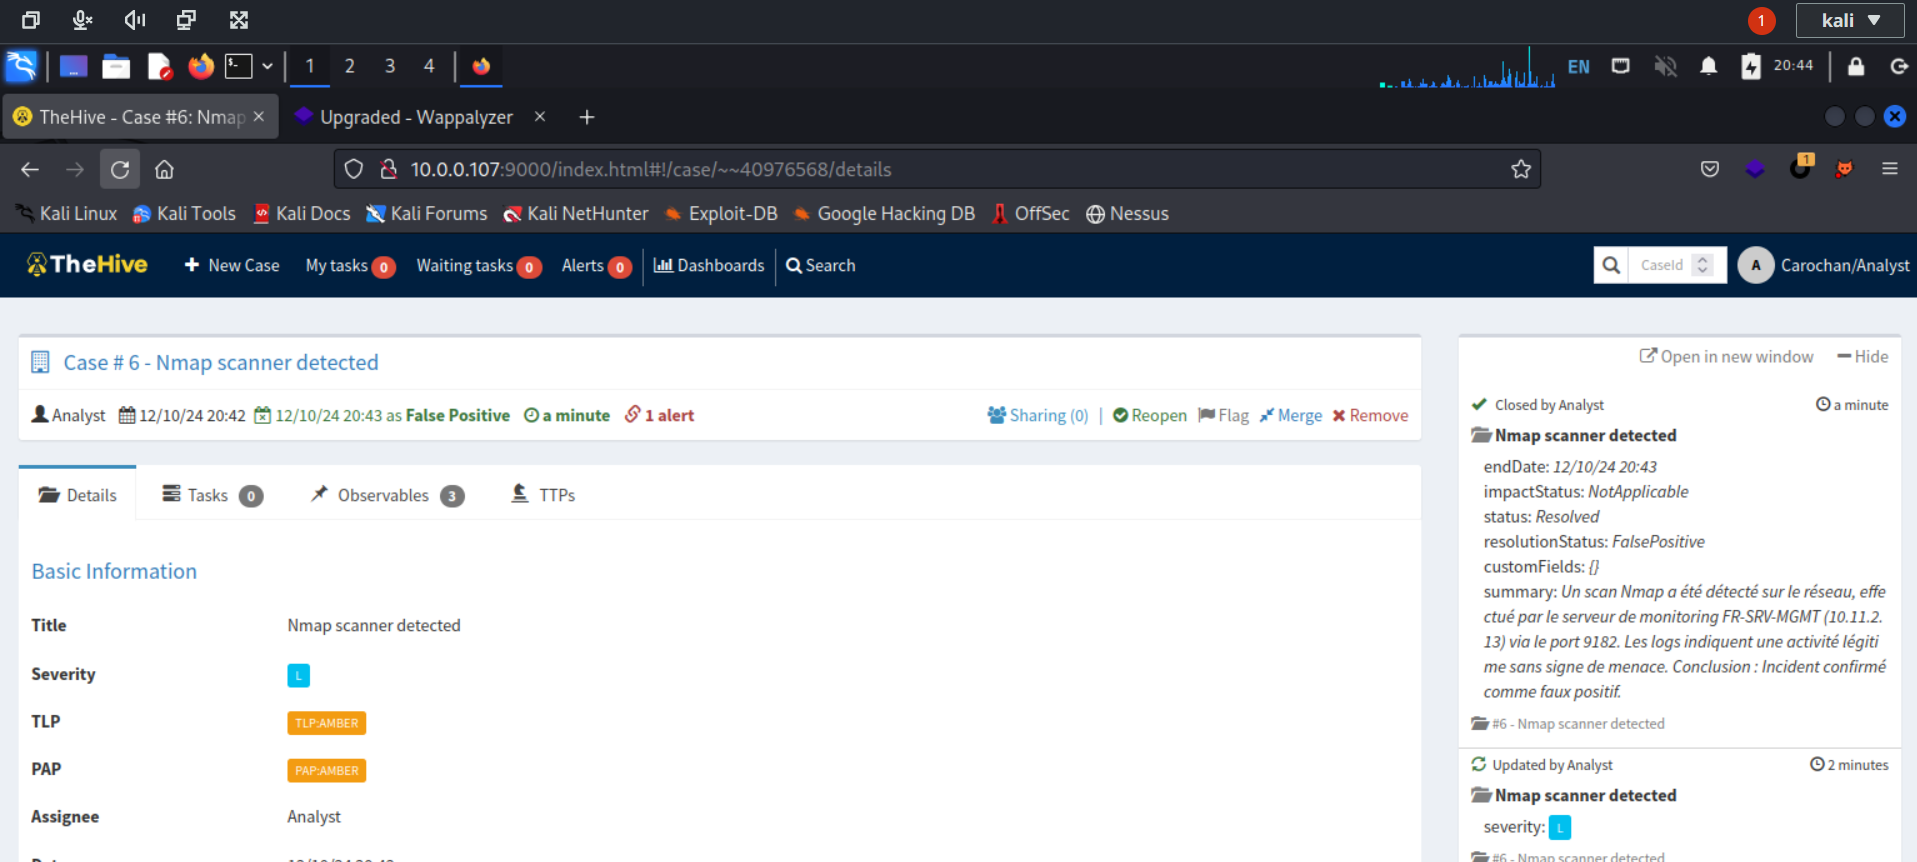 1
kali
1 2 3 4
EN
20:44
TheHive - Case #6: Nmap
Upgraded - Wappalyzer
10.0.0.107:9000/index.html#!/case/~~40976568/details
1
Kali Linux
Kali Tools
Kali Docs
Kali Forums
Kali NetHunter
Exploit-DB
Google Hacking DB
OffSec
Nessus
TheHive
New Case
My tasks 0
Waiting tasks 0
Alerts 0
Dashboards
Search
CaseId
A
Carochan/Analyst
Case # 6 - Nmap scanner detected
Analyst 12/10/24 20:42 12/10/24 20:43 as False Positive a minute 1 alert
Sharing (0) | Reopen Flag Merge Remove
Details
Tasks 0
Observables 3
TTPs
Basic Information
Title Nmap scanner detected
Severity L
TLP TLP:AMBER
PAP PAP:AMBER
Assignee Analyst
Open in new window Hide
Closed by Analyst a minute
Nmap scanner detected
endDate: 12/10/24 20:43
impactStatus: NotApplicable
status: Resolved
resolutionStatus: FalsePositive
customFields: {}
summary: Un scan Nmap a été détecté sur le réseau, effe
ctué par le serveur de monitoring FR-SRV-MGMT (10.11.2.
13) via le port 9182. Les logs indiquent une activité légiti
me sans signe de menace. Conclusion : Incident confirmé
comme faux positif.
#6 - Nmap scanner detected
Updated by Analyst 2 minutes
Nmap scanner detected
severity: L
#6 - Nmap scanner detected